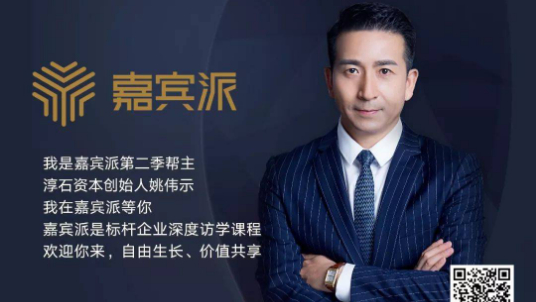 嘉宾派
我是嘉宾派第二季帮主
淳石资本创始人姚伟示
我在嘉宾派等你
嘉宾派是标杆企业深度访学课程
欢迎你来，自由生长、价值共享